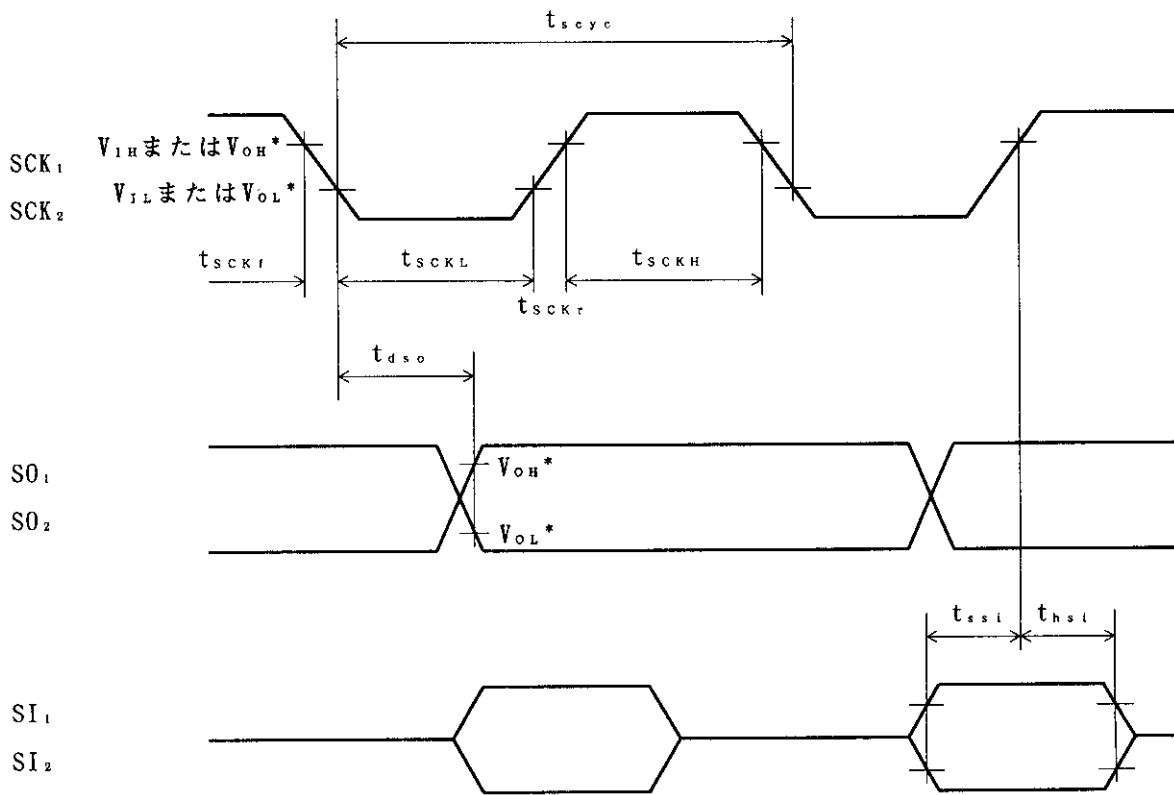 tscyc
SCK₁ VIHまたはVOH*
SCK₂ VILまたはVOL*
tSCKf tSCKL tSCKr tSCKH
tdso
SO₁ VOH*
SO₂ VOL*
tssi thsi
SI₁
SI₂